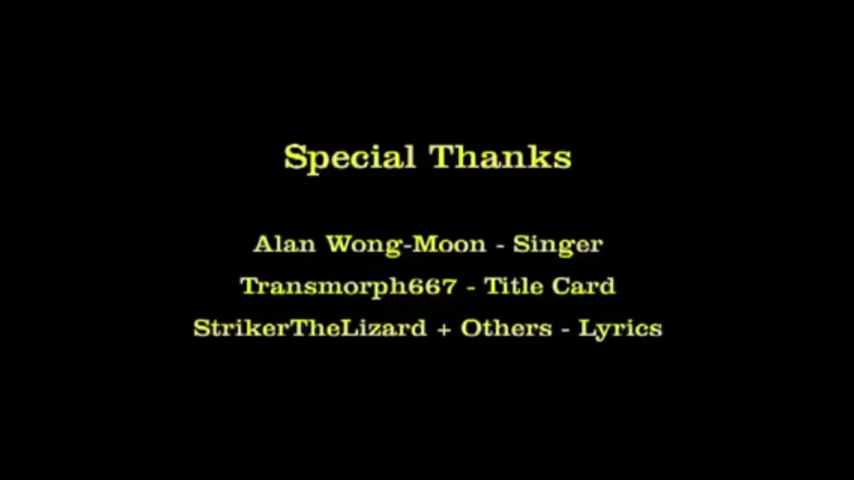 Special Thanks
Alan Wong-Moon - Singer
Transmorph667 - Title Card
StrikerTheLizard + Others - Lyrics